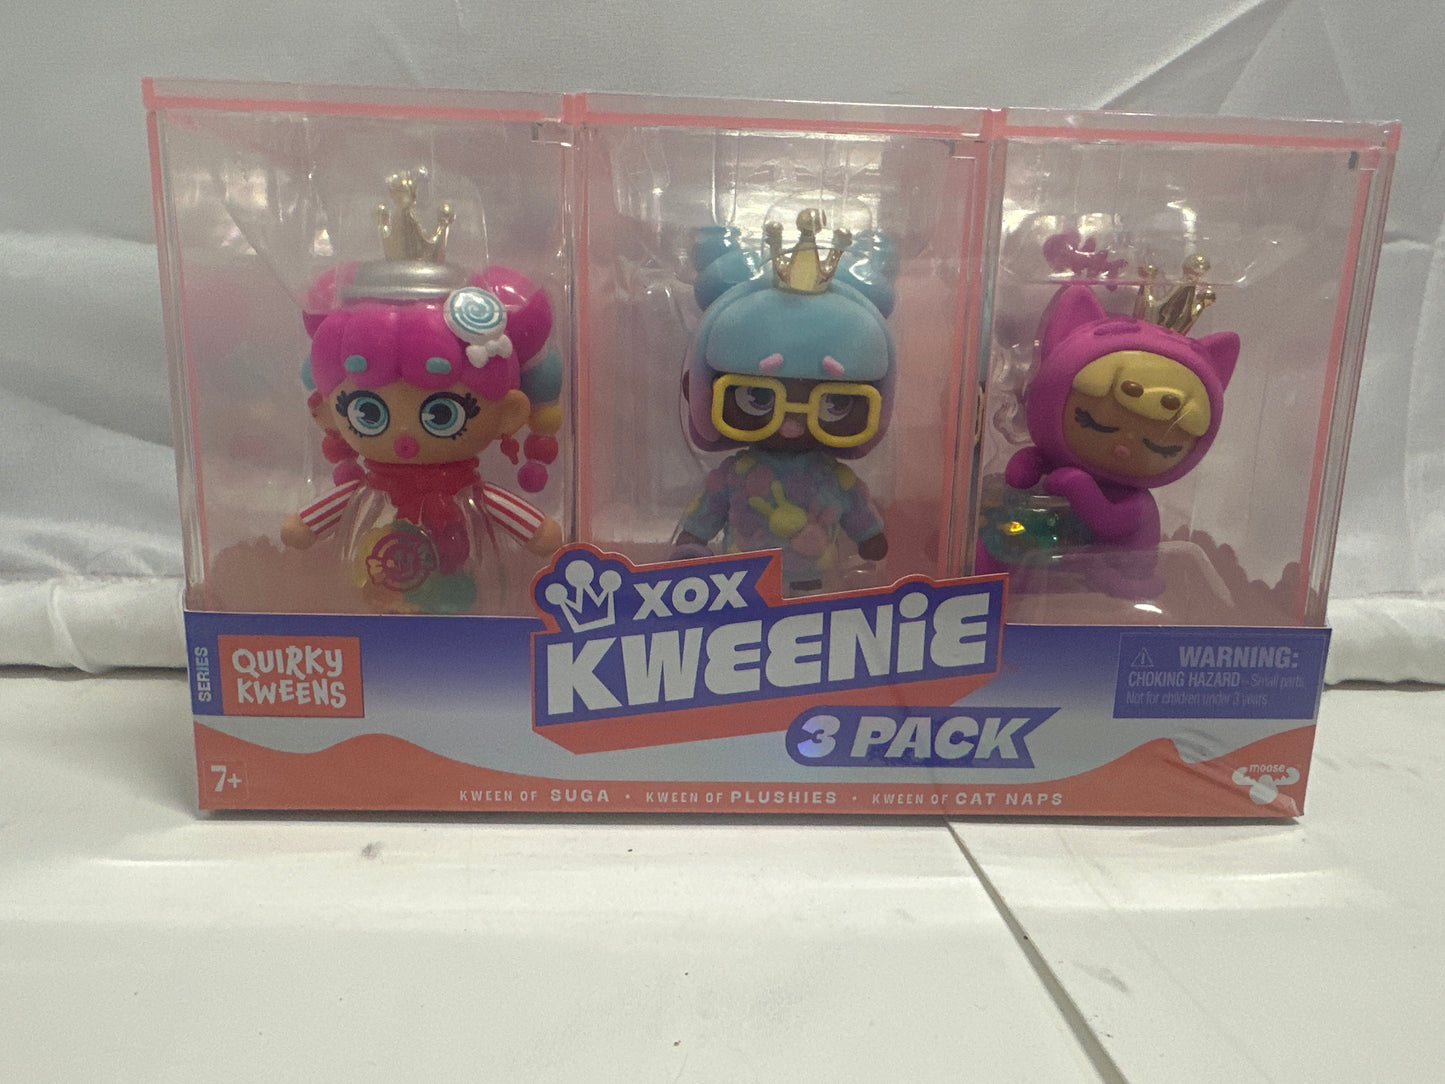 XOX
KWEENiE
3 PACK
SERIES
QUIRKY
KWEENS
WARNING:
CHOKING HAZARD - Small parts
Not for children under 3 years
7+
KWEEN OF SUGA • KWEEN OF PLUSHIES • KWEEN OF CAT NAPS
moose